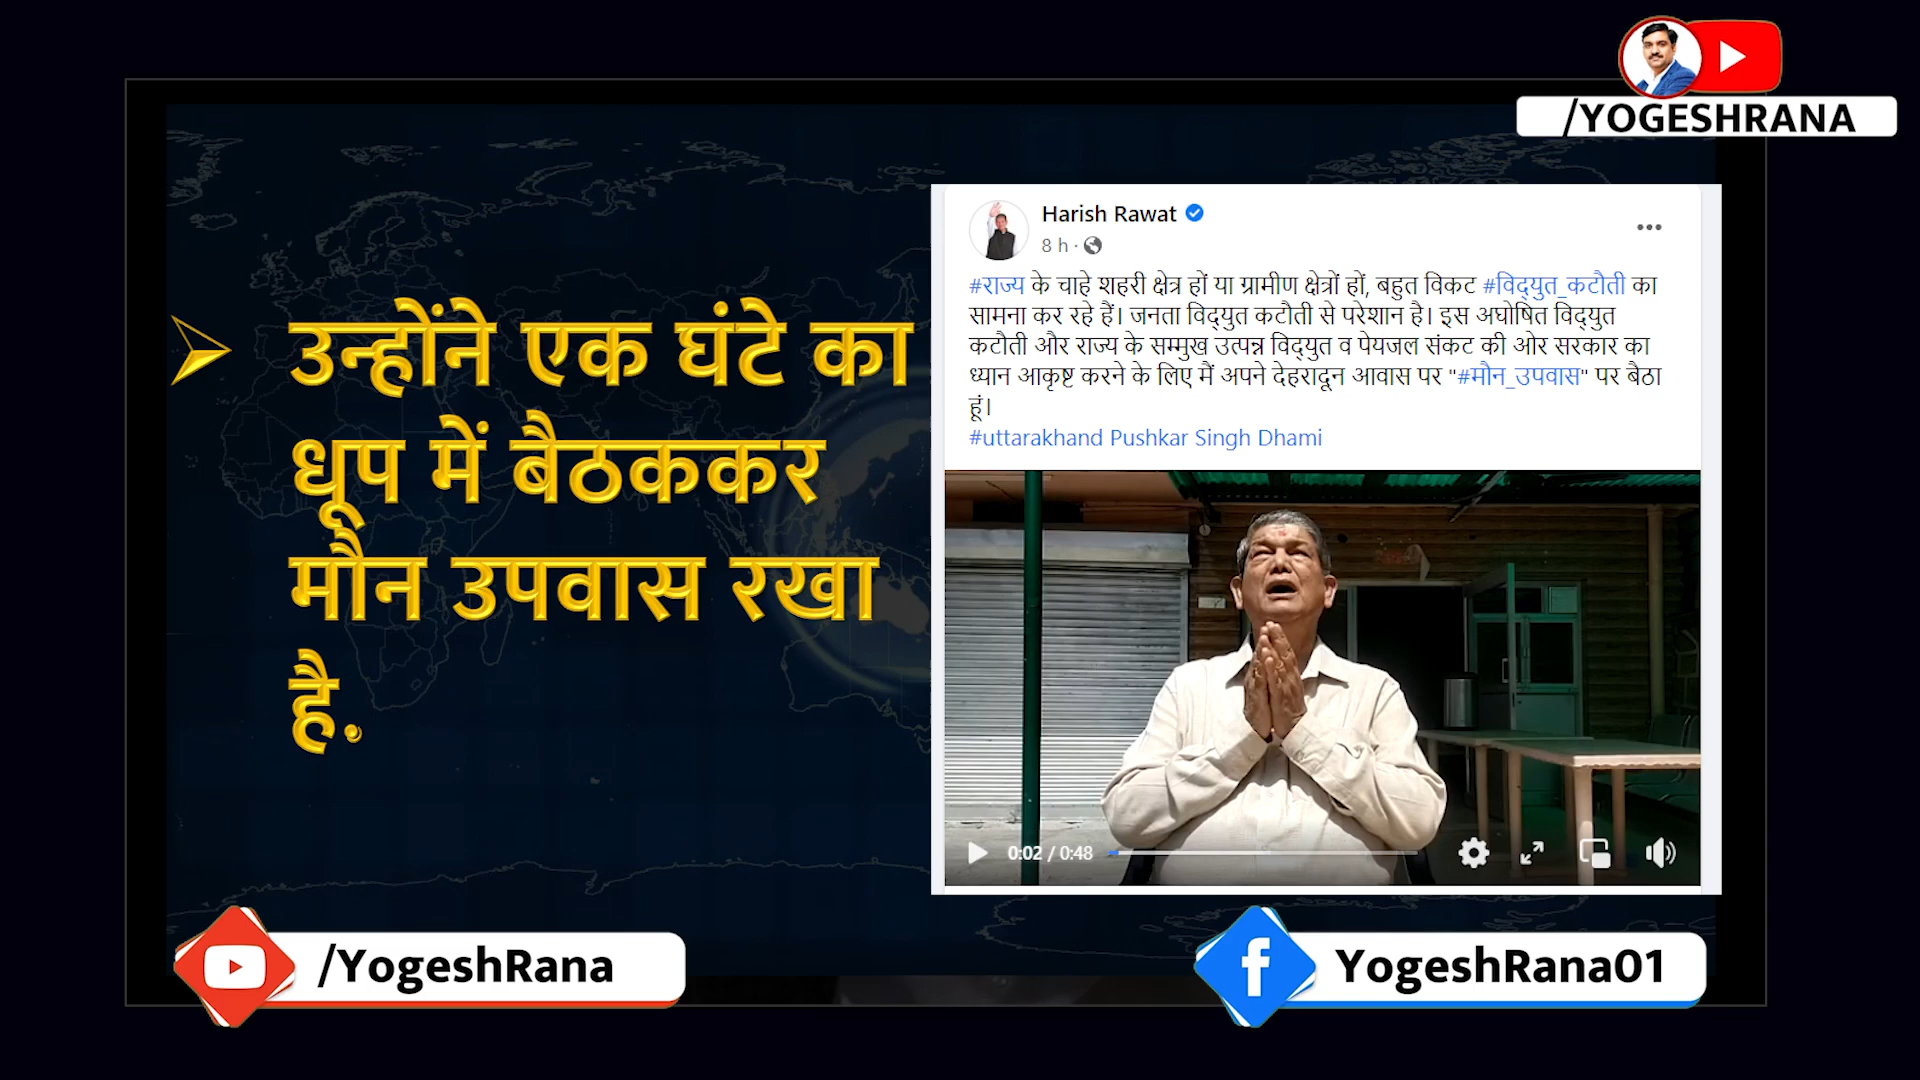 /YOGESHRANA
उन्होंने एक घंटे का
धूप में बैठककर
मौन उपवास रखा
है.
Harish Rawat
8 h ·
#राज्य के चाहे शहरी क्षेत्र हों या ग्रामीण क्षेत्रों हों, बहुत विकट #विद्युत_कटौती का
सामना कर रहे हैं। जनता विद्युत कटौती से परेशान है। इस अघोषित विद्युत
कटौती और राज्य के सम्मुख उत्पन्न विद्युत व पेयजल संकट की ओर सरकार का
ध्यान आकृष्ट करने के लिए मैं अपने देहरादून आवास पर "#मौन_उपवास" पर बैठा
हूं।
#uttarakhand Pushkar Singh Dhami
0:02 / 0:48
/YogeshRana
f YogeshRana01